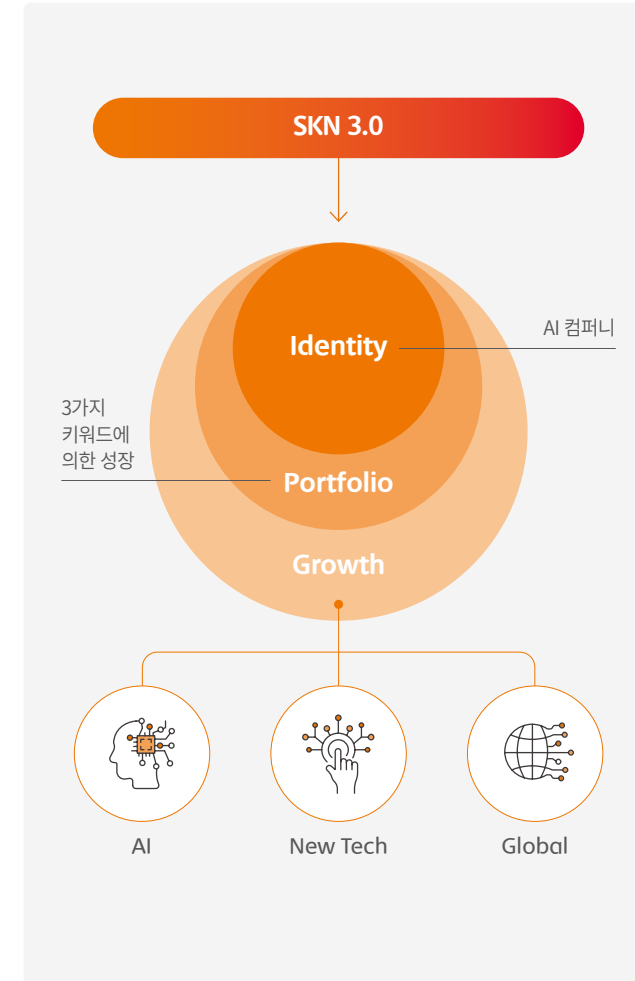 SKN 3.0
Identity
AI 컴퍼니
3가지
키워드에
의한 성장
Portfolio
Growth
AI
New Tech
Global